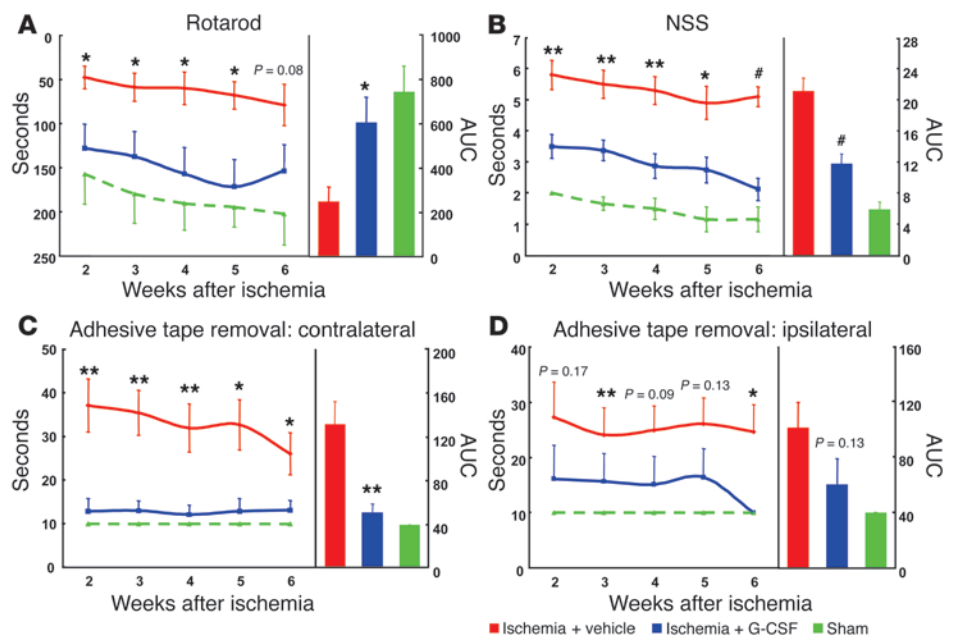 A Rotarod
0
50
100
150
200
250
Seconds
* * * * P = 0.08
2 3 4 5 6
Weeks after ischemia
*
1000
800
600
400
200
0
AUC
B NSS
7
6
5
4
3
2
1
0
Seconds
** ** ** * #
2 3 4 5 6
Weeks after ischemia
#
28
24
20
16
12
8
4
0
AUC
C Adhesive tape removal: contralateral
50
40
30
20
10
0
Seconds
** ** ** * *
2 3 4 5 6
Weeks after ischemia
**
200
160
120
80
40
0
AUC
D Adhesive tape removal: ipsilateral
40
30
20
10
0
Seconds
P = 0.17 ** P = 0.09 P = 0.13 *
2 3 4 5 6
Weeks after ischemia
P = 0.13
160
120
80
40
0
AUC
Ischemia + vehicle Ischemia + G-CSF Sham